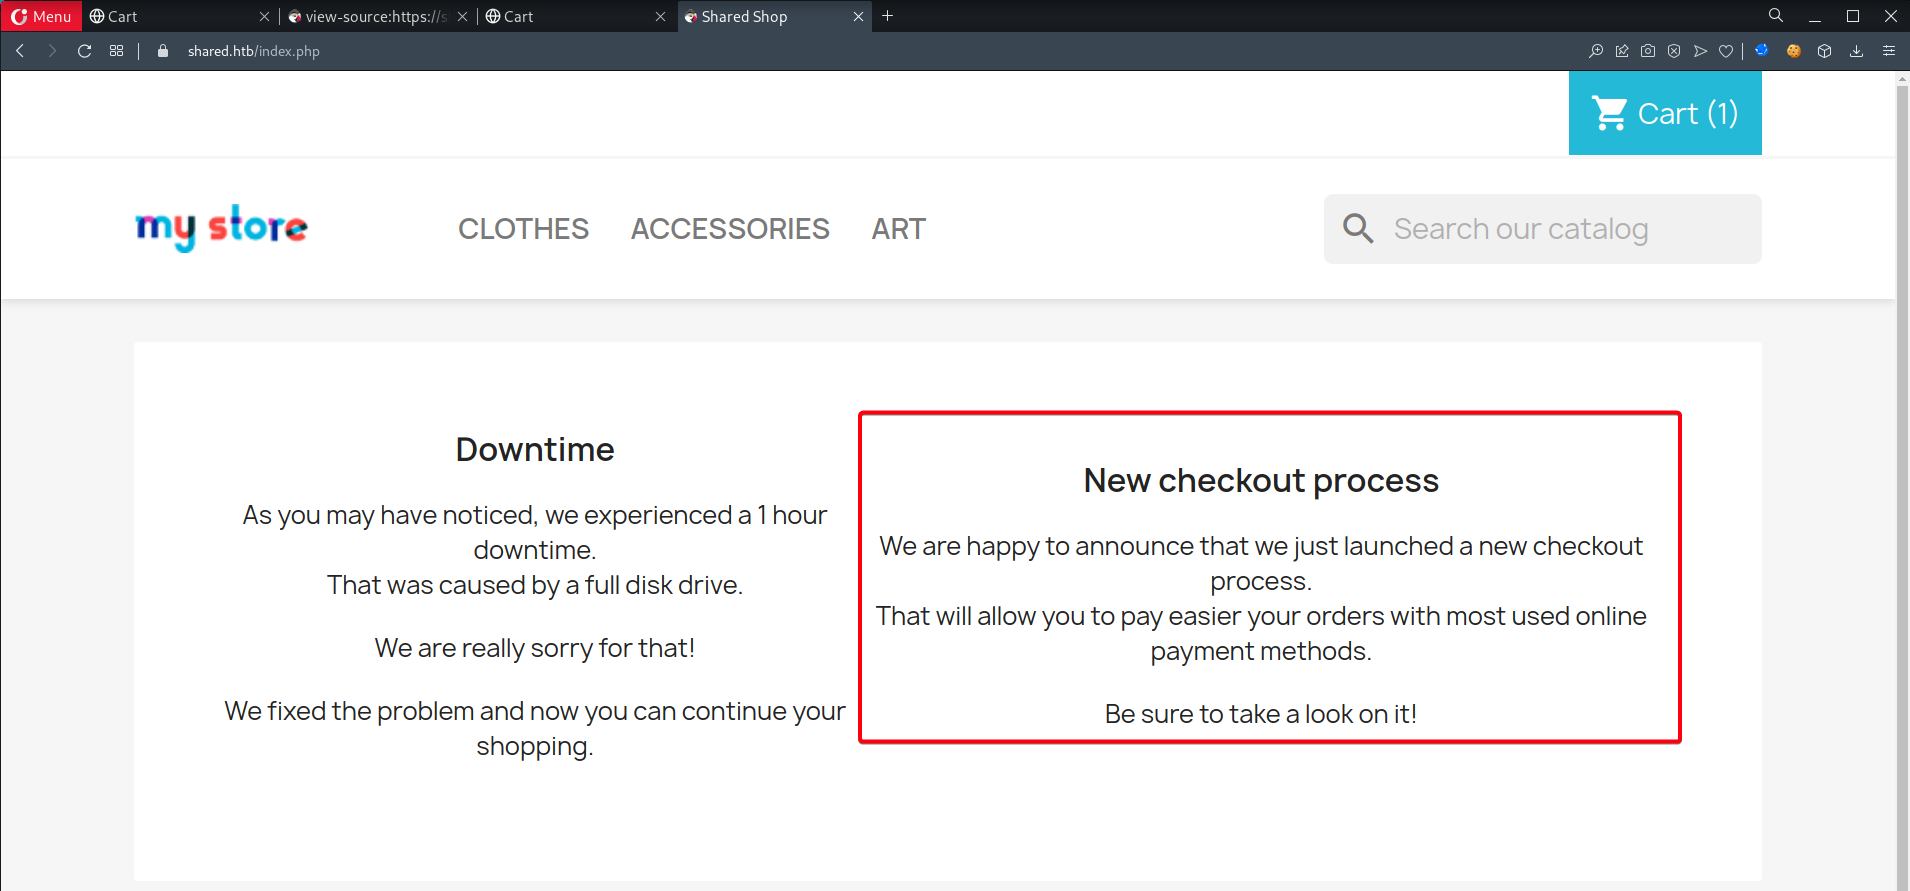 Menu
Cart
view-source:https://s
Cart
Shared Shop
shared.htb/index.php
Cart (1)
my store
CLOTHES
ACCESSORIES
ART
Search our catalog
Downtime
As you may have noticed, we experienced a 1 hour
downtime.
That was caused by a full disk drive.
We are really sorry for that!
We fixed the problem and now you can continue your
shopping.
New checkout process
We are happy to announce that we just launched a new checkout
process.
That will allow you to pay easier your orders with most used online
payment methods.
Be sure to take a look on it!